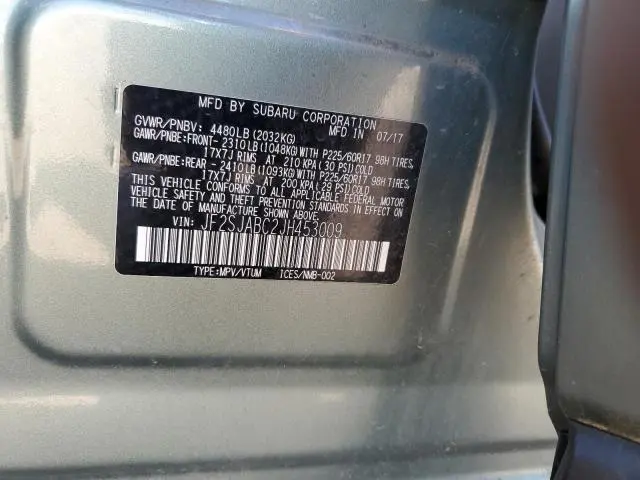 MFD BY SUBARU CORPORATION
GVWR/PNBV: 4480LB (2032KG) MFD IN 07/17
GAWR/PNBE: FRONT- 2310LB (1048KG) WITH P225/60R17 98H TIRES,
17X7J RIMS AT 210 KPA (30 PSI) COLD
GAWR/PNBE: REAR - 2410LB (1093KG) WITH P225/60R17 98H TIRES,
17X7J RIMS AT 200 KPA (29 PSI) COLD
THIS VEHICLE CONFORMS TO ALL APPLICABLE FEDERAL MOTOR
VEHICLE SAFETY AND THEFT PREVENTION STANDARDS IN EFFECT
ON THE DATE OF MANUFACTURE SHOWN ABOVE.
VIN: JF2SJABC2JH453009
TYPE: MPV/VTUM ICES/NMB-002